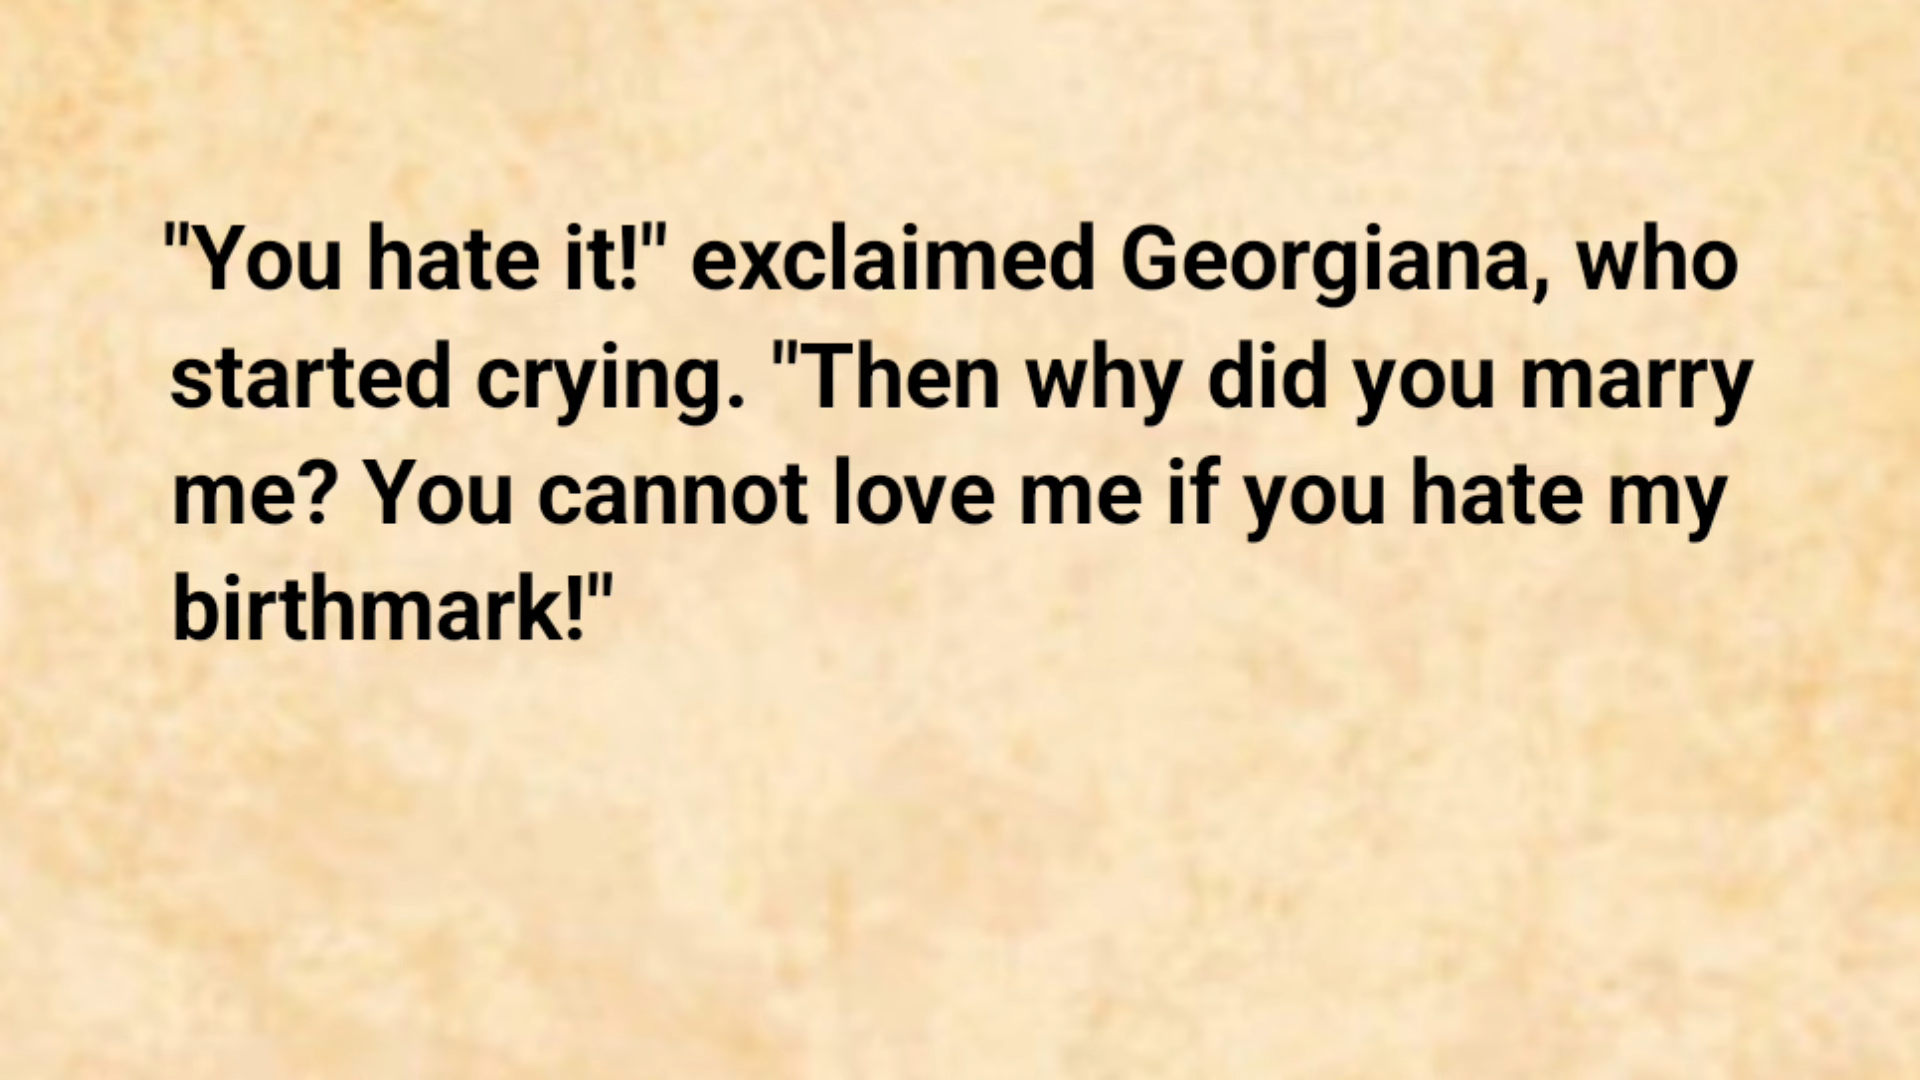 "You hate it!" exclaimed Georgiana, who
started crying. "Then why did you marry
me? You cannot love me if you hate my
birthmark!"